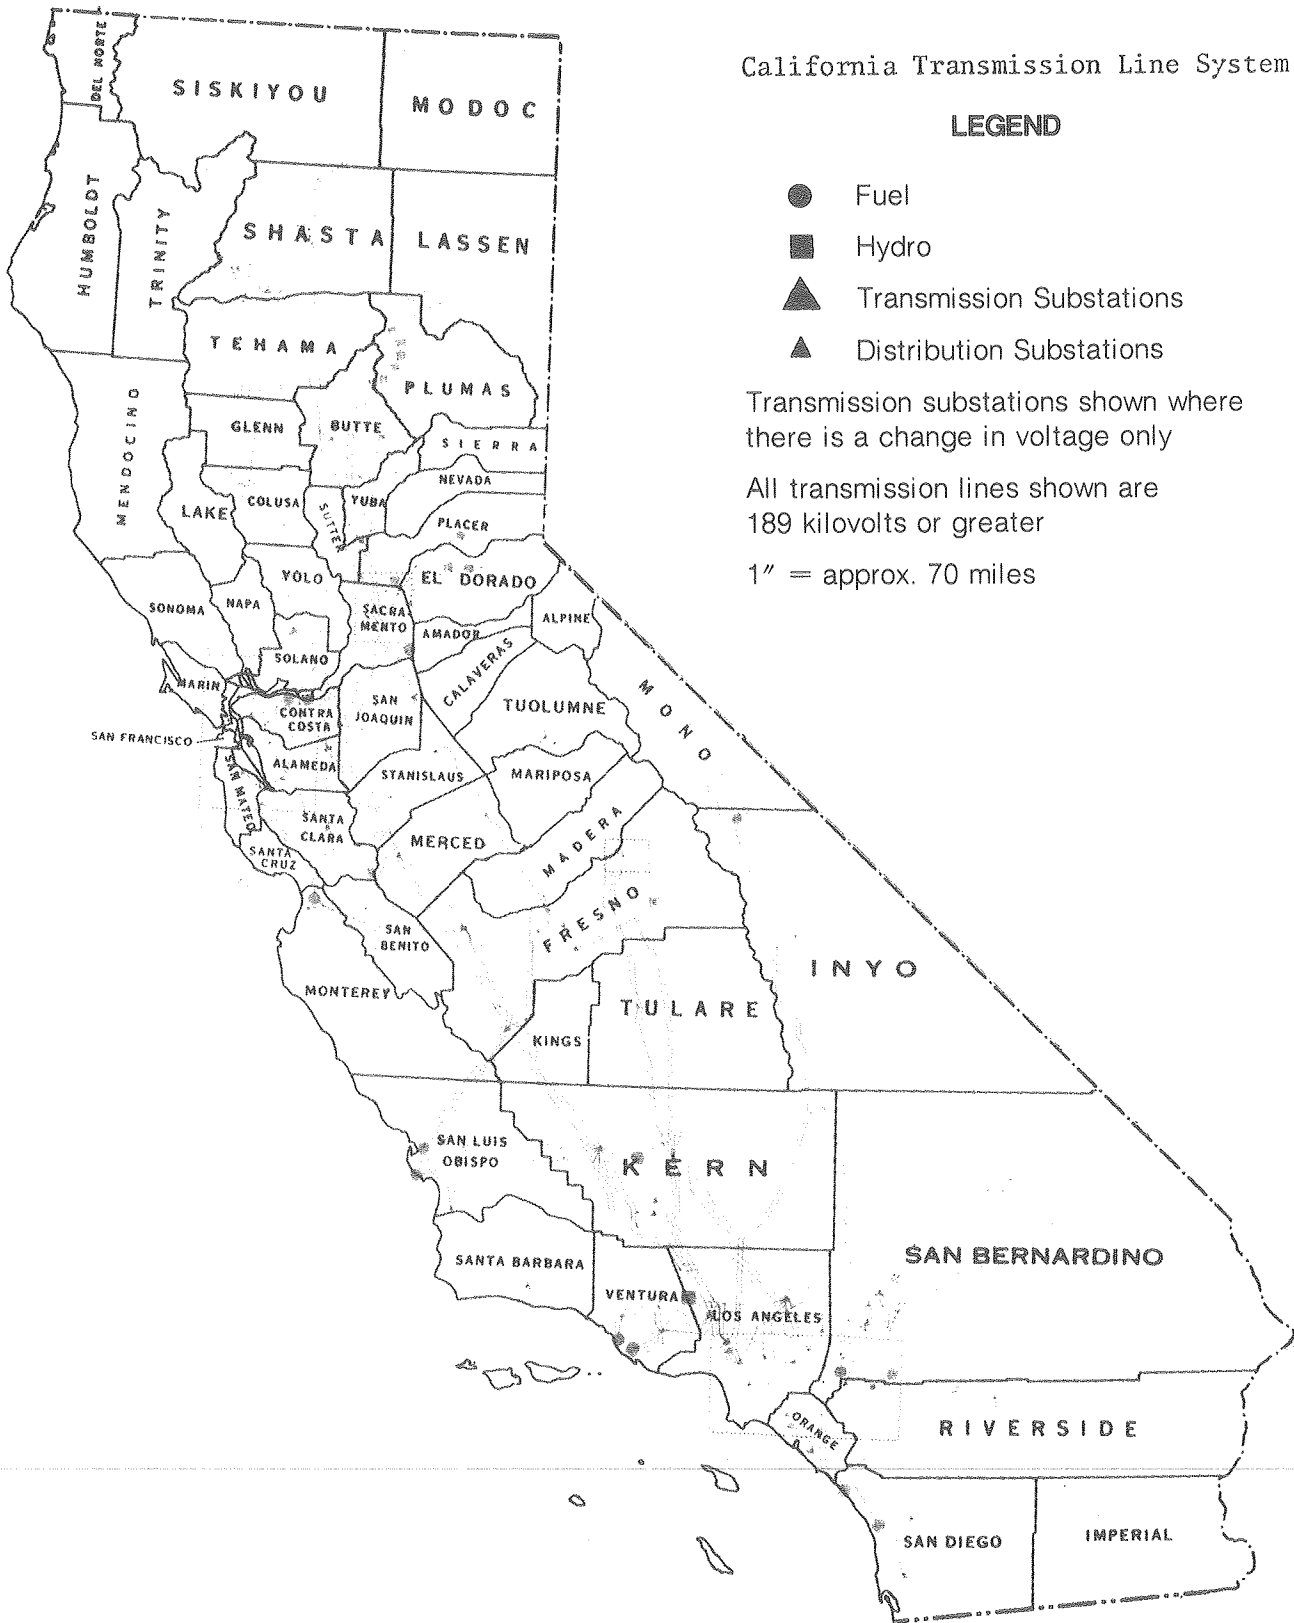 California Transmission Line System
LEGEND
Fuel
Hydro
Transmission Substations
Distribution Substations
Transmission substations shown where
there is a change in voltage only
All transmission lines shown are
189 kilovolts or greater
1″ = approx. 70 miles
DEL NORTE
SISKIYOU
MODOC
HUMBOLDT
TRINITY
SHASTA
LASSEN
TEHAMA
PLUMAS
MENDOCINO
GLENN
BUTTE
SIERRA
NEVADA
LAKE
COLUSA
SUTTER
YUBA
PLACER
YOLO
EL DORADO
SONOMA
NAPA
SACRA-
MENTO
AMADOR
ALPINE
SOLANO
CALAVERAS
MARIN
CONTRA
COSTA
SAN
JOAQUIN
TUOLUMNE
MONO
SAN FRANCISCO
ALAMEDA
STANISLAUS
MARIPOSA
SAN MATEO
SANTA
CLARA
MERCED
MADERA
SANTA
CRUZ
FRESNO
SAN
BENITO
INYO
MONTEREY
TULARE
KINGS
SAN LUIS
OBISPO
KERN
SANTA BARBARA
VENTURA
LOS ANGELES
SAN BERNARDINO
ORANGE
RIVERSIDE
SAN DIEGO
IMPERIAL